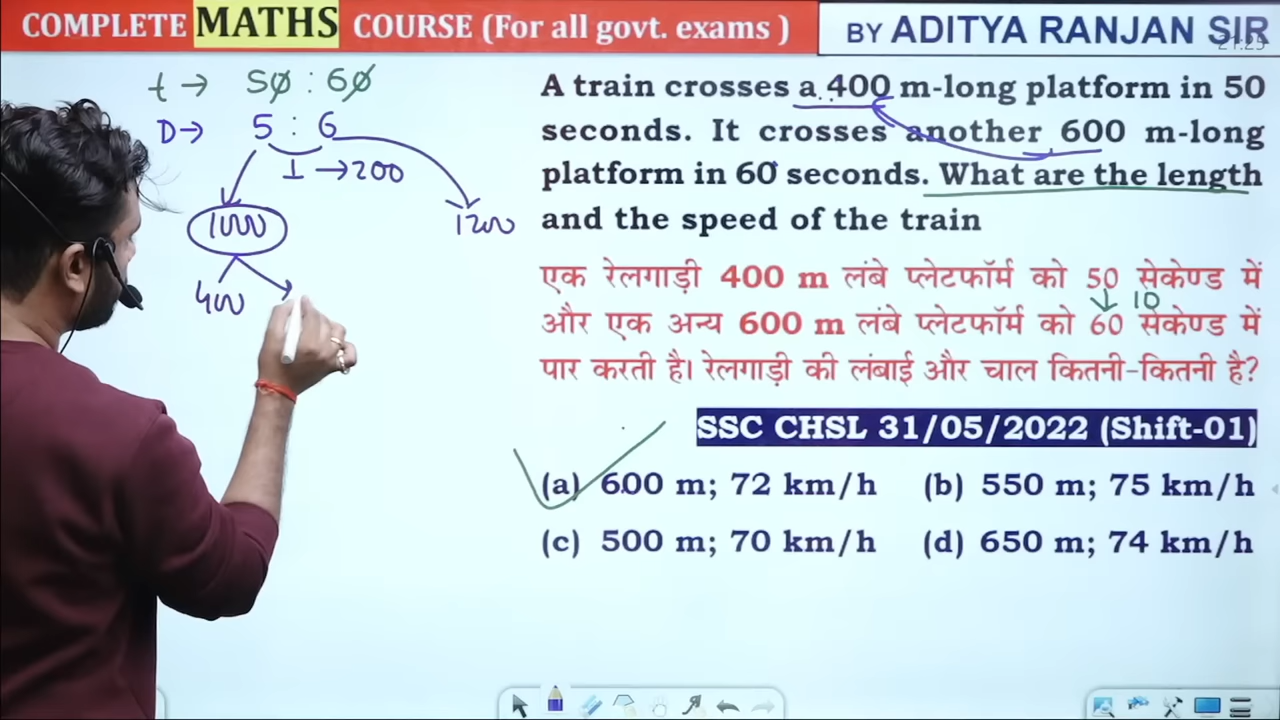 COMPLETE MATHS COURSE (For all govt. exams )
BY ADITYA RANJAN SIR
21:25
t → 50 : 60
D → 5 : 6
1 → 200
1000
1200
400
A train crosses a 400 m-long platform in 50
seconds. It crosses another 600 m-long
platform in 60 seconds. What are the length
and the speed of the train
एक रेलगाड़ी 400 m लंबे प्लेटफॉर्म को 50 सेकेण्ड में
10
और एक अन्य 600 m लंबे प्लेटफॉर्म को 60 सेकेण्ड में
पार करती है। रेलगाड़ी की लंबाई और चाल कितनी-कितनी है?
SSC CHSL 31/05/2022 (Shift-01)
(a) 600 m; 72 km/h (b) 550 m; 75 km/h
(c) 500 m; 70 km/h (d) 650 m; 74 km/h